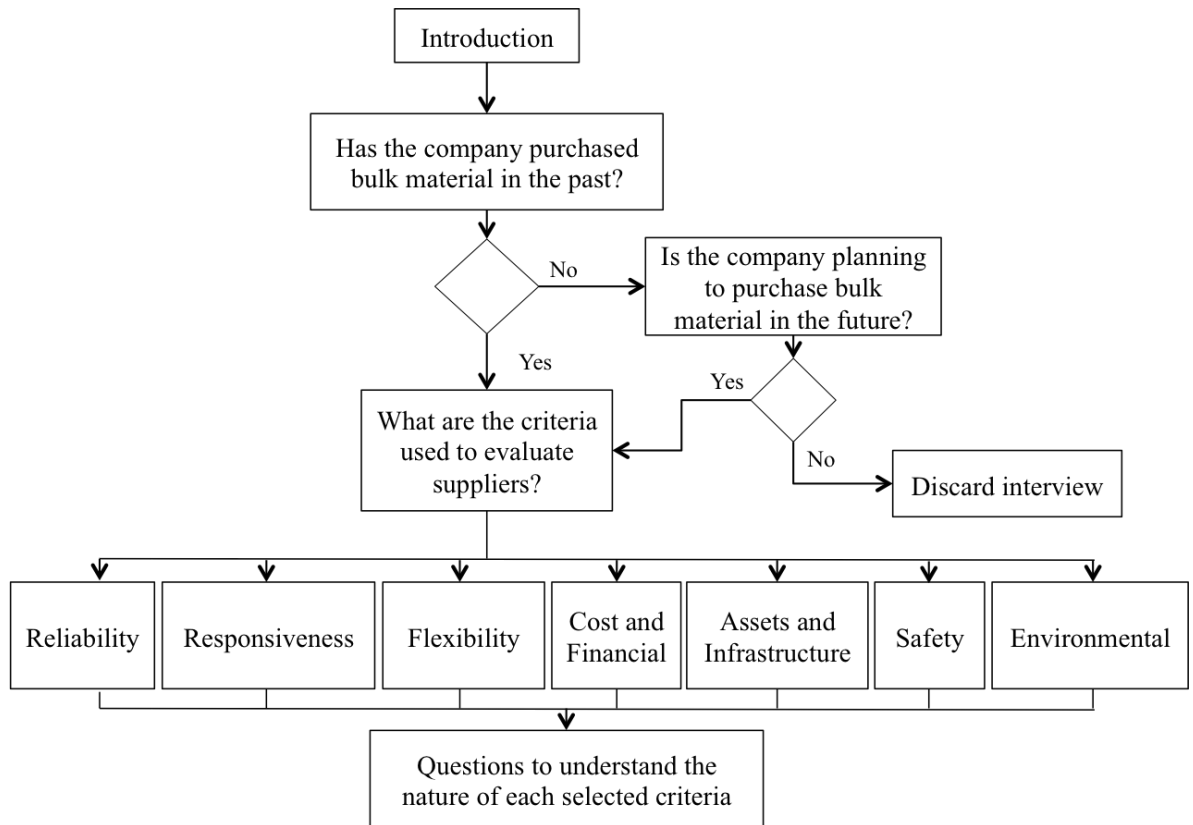 Introduction
Has the company purchased
bulk material in the past?
No
Is the company planning
to purchase bulk
material in the future?
Yes
Yes
What are the criteria
used to evaluate
suppliers?
No
Discard interview
Reliability
Responsiveness
Flexibility
Cost and
Financial
Assets and
Infrastructure
Safety
Environmental
Questions to understand the
nature of each selected criteria